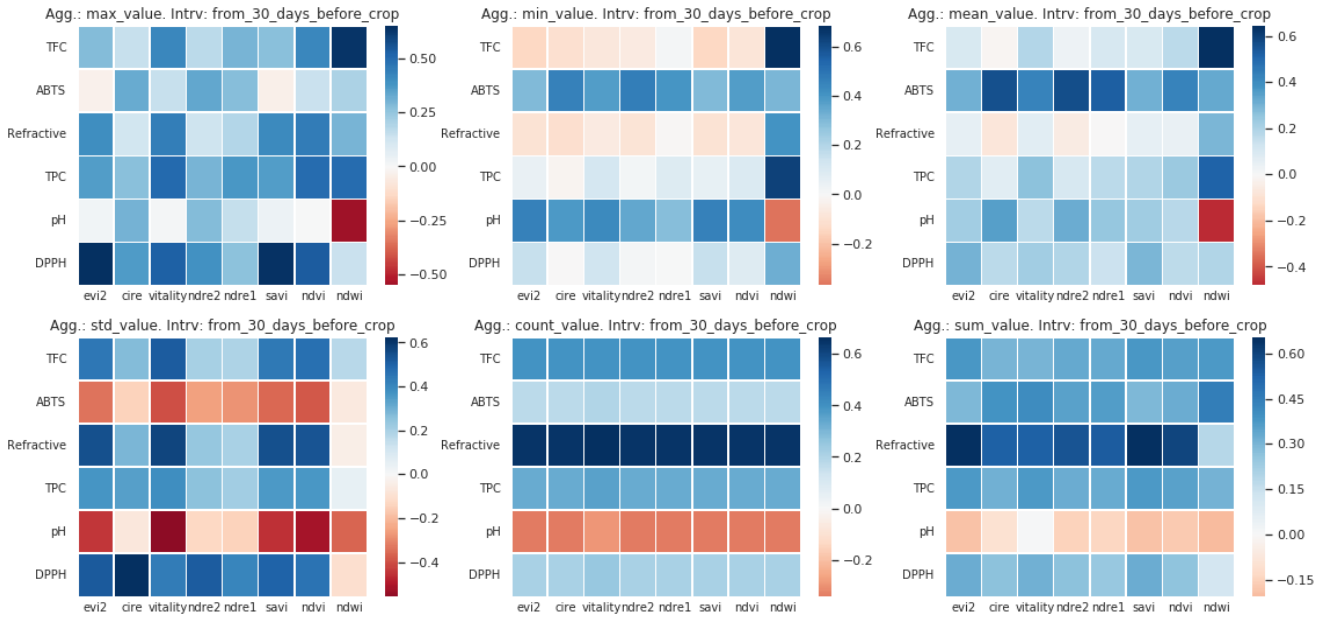 Agg.: max_value. Intrv: from_30_days_before_crop
TFC
ABTS
Refractive
TPC
pH
DPPH
evi2 cire vitality ndre2 ndre1 savi ndvi ndwi
0.50
0.25
0.00
−0.25
−0.50
Agg.: min_value. Intrv: from_30_days_before_crop
TFC
ABTS
Refractive
TPC
pH
DPPH
evi2 cire vitality ndre2 ndre1 savi ndvi ndwi
0.6
0.4
0.2
0.0
−0.2
Agg.: mean_value. Intrv: from_30_days_before_crop
TFC
ABTS
Refractive
TPC
pH
DPPH
evi2 cire vitality ndre2 ndre1 savi ndvi ndwi
0.6
0.4
0.2
0.0
−0.2
−0.4
Agg.: std_value. Intrv: from_30_days_before_crop
TFC
ABTS
Refractive
TPC
pH
DPPH
evi2 cire vitality ndre2 ndre1 savi ndvi ndwi
0.6
0.4
0.2
0.0
−0.2
−0.4
Agg.: count_value. Intrv: from_30_days_before_crop
TFC
ABTS
Refractive
TPC
pH
DPPH
evi2 cire vitality ndre2 ndre1 savi ndvi ndwi
0.6
0.4
0.2
0.0
−0.2
Agg.: sum_value. Intrv: from_30_days_before_crop
TFC
ABTS
Refractive
TPC
pH
DPPH
evi2 cire vitality ndre2 ndre1 savi ndvi ndwi
0.60
0.45
0.30
0.15
0.00
−0.15